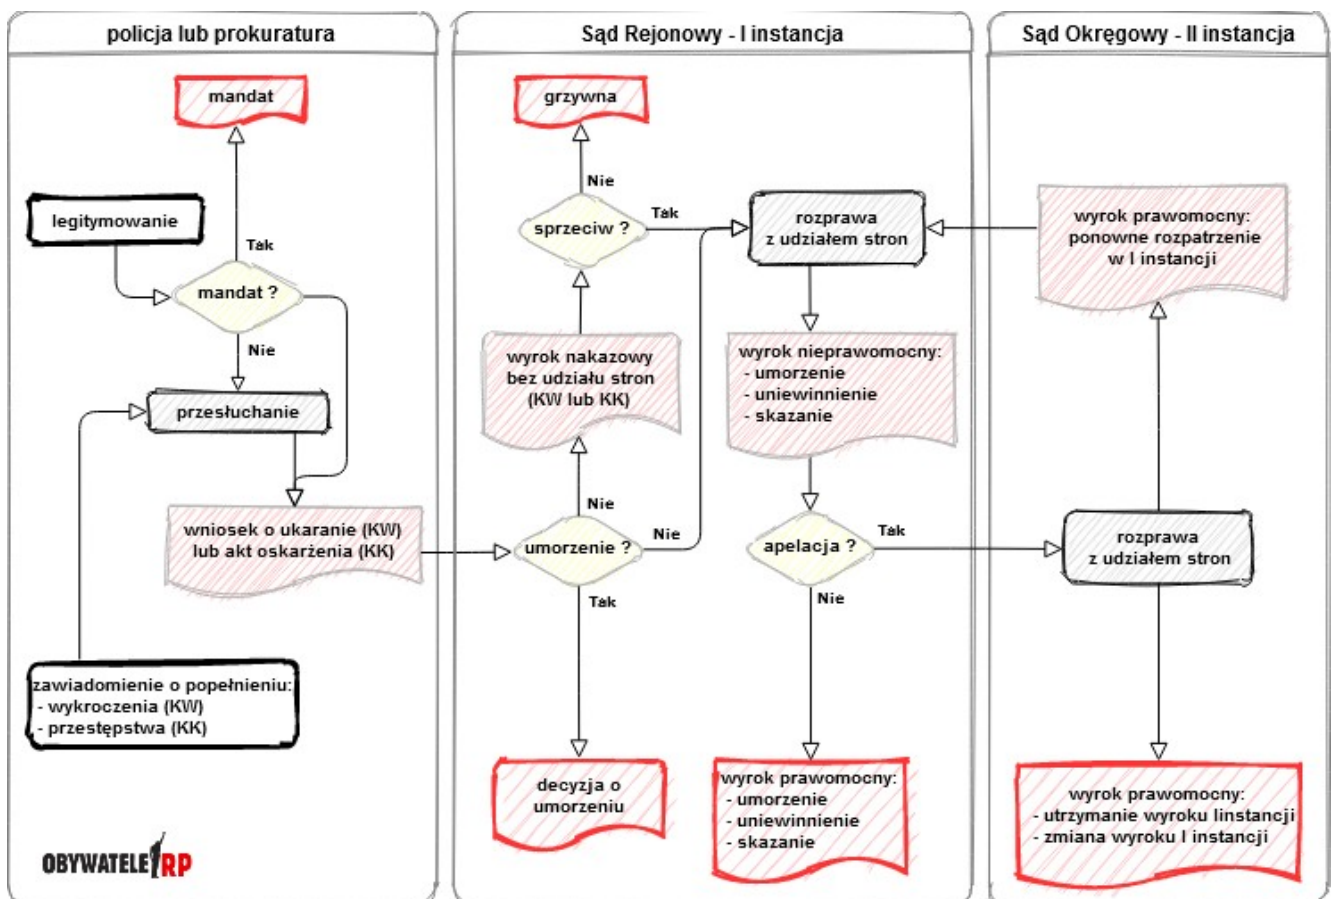 policja lub prokuratura
mandat
legitymowanie
Tak
mandat ?
Nie
przesłuchanie
wniosek o ukaranie (KW)
lub akt oskarżenia (KK)
zawiadomienie o popełnieniu:
- wykroczenia (KW)
- przestępstwa (KK)
OBYWATELE RP
Sąd Rejonowy - I instancja
grzywna
Nie
sprzeciw ?
Tak
rozprawa
z udziałem stron
wyrok nakazowy
bez udziału stron
(KW lub KK)
wyrok nieprawomocny:
- umorzenie
- uniewinnienie
- skazanie
Nie
umorzenie ?
Nie
Tak
apelacja ?
Tak
Nie
decyzja o
umorzeniu
wyrok prawomocny:
- umorzenie
- uniewinnienie
- skazanie
Sąd Okręgowy - II instancja
wyrok prawomocny:
ponowne rozpatrzenie
w I instancji
rozprawa
z udziałem stron
wyrok prawomocny:
- utrzymanie wyroku Iinstancji
- zmiana wyroku I instancji